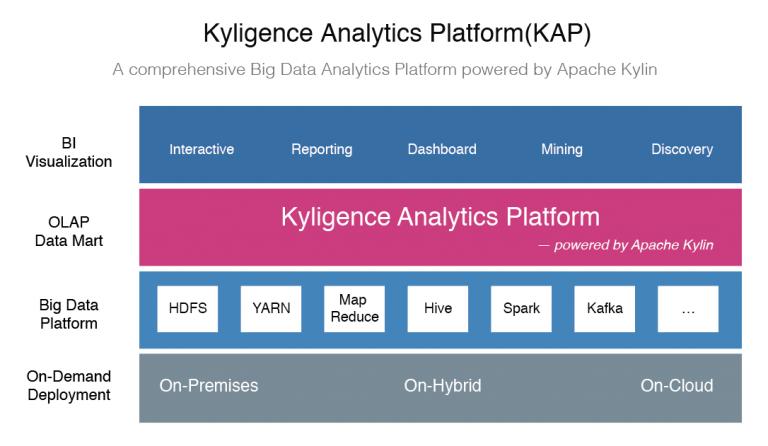 Kyligence Analytics Platform(KAP)
A comprehensive Big Data Analytics Platform powered by Apache Kylin
BI
Visualization
Interactive Reporting Dashboard Mining Discovery
OLAP
Data Mart
Kyligence Analytics Platform
— powered by Apache Kylin
Big Data
Platform
HDFS YARN Map
Reduce Hive Spark Kafka ...
On-Demand
Deployment
On-Premises On-Hybrid On-Cloud